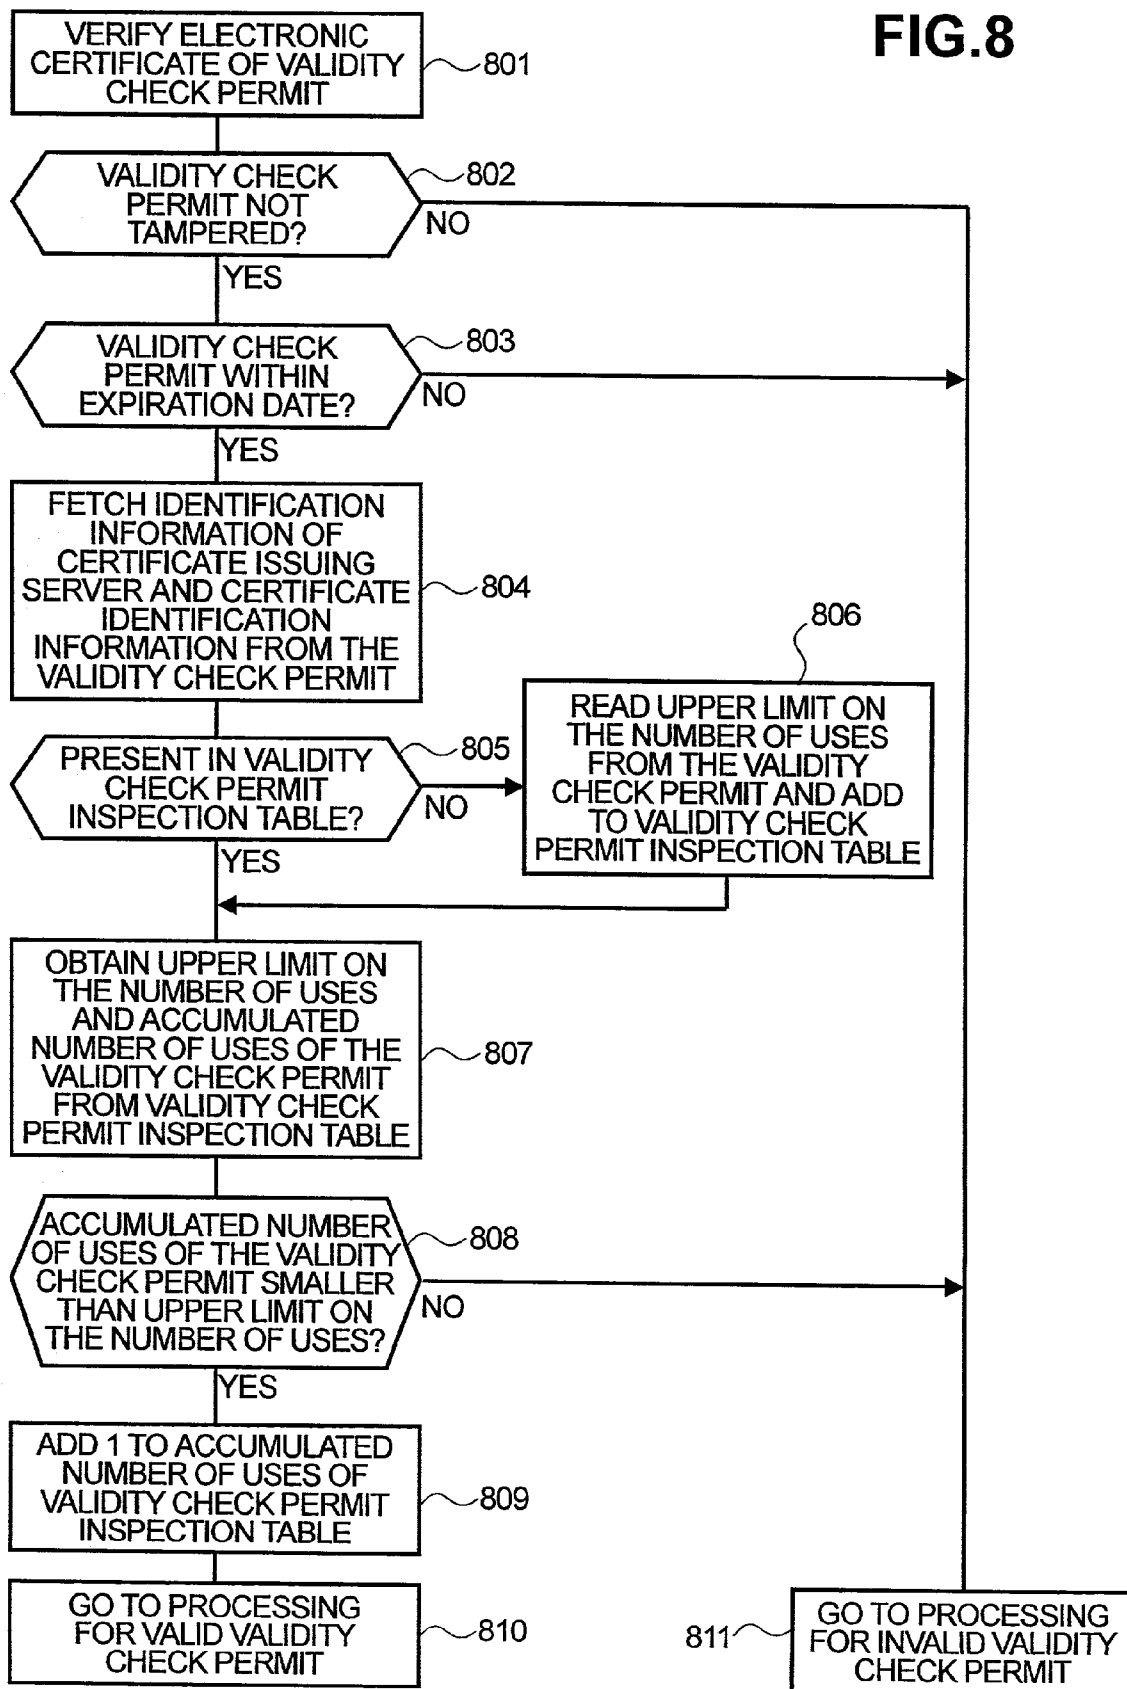 FIG.8
VERIFY ELECTRONIC
CERTIFICATE OF VALIDITY
CHECK PERMIT
801
VALIDITY CHECK
PERMIT NOT
TAMPERED?
802
NO
YES
VALIDITY CHECK
PERMIT WITHIN
EXPIRATION DATE?
803
NO
YES
FETCH IDENTIFICATION
INFORMATION OF
CERTIFICATE ISSUING
SERVER AND CERTIFICATE
IDENTIFICATION
INFORMATION FROM THE
VALIDITY CHECK PERMIT
804
PRESENT IN VALIDITY
CHECK PERMIT
INSPECTION TABLE?
805
NO
YES
806
READ UPPER LIMIT ON
THE NUMBER OF USES
FROM THE VALIDITY
CHECK PERMIT AND ADD
TO VALIDITY CHECK
PERMIT INSPECTION TABLE
OBTAIN UPPER LIMIT ON
THE NUMBER OF USES
AND ACCUMULATED
NUMBER OF USES OF THE
VALIDITY CHECK PERMIT
FROM VALIDITY CHECK
PERMIT INSPECTION TABLE
807
ACCUMULATED NUMBER
OF USES OF THE VALIDITY
CHECK PERMIT SMALLER
THAN UPPER LIMIT ON
THE NUMBER OF USES?
808
NO
YES
ADD 1 TO ACCUMULATED
NUMBER OF USES OF
VALIDITY CHECK PERMIT
INSPECTION TABLE
809
GO TO PROCESSING
FOR VALID VALIDITY
CHECK PERMIT
810
811
GO TO PROCESSING
FOR INVALID VALIDITY
CHECK PERMIT